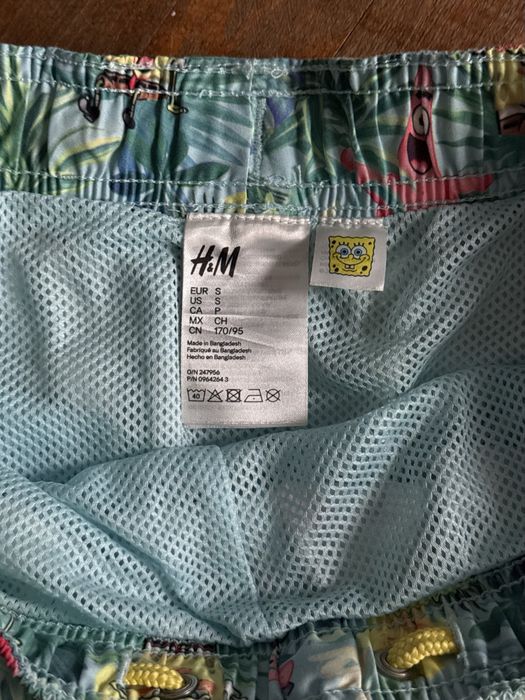 H&M
EUR S
US S
CA P
MX CH
CN 170/95
Made in Bangladesh
Fabriqué au Bangladesh
Hecho en Bangladesh
O/N 247956
P/N 0964264 3
40